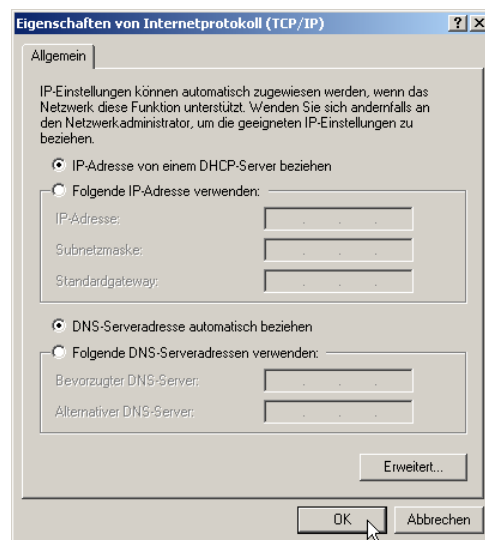 Eigenschaften von Internetprotokoll (TCP/IP)
Allgemein
IP-Einstellungen können automatisch zugewiesen werden, wenn das
Netzwerk diese Funktion unterstützt. Wenden Sie sich andernfalls an
den Netzwerkadministrator, um die geeigneten IP-Einstellungen zu
beziehen.
IP-Adresse von einem DHCP-Server beziehen
Folgende IP-Adresse verwenden:
IP-Adresse:
Subnetzmaske:
Standardgateway:
DNS-Serveradresse automatisch beziehen
Folgende DNS-Serveradressen verwenden:
Bevorzugter DNS-Server:
Alternativer DNS-Server:
Erweitert...
OK
Abbrechen